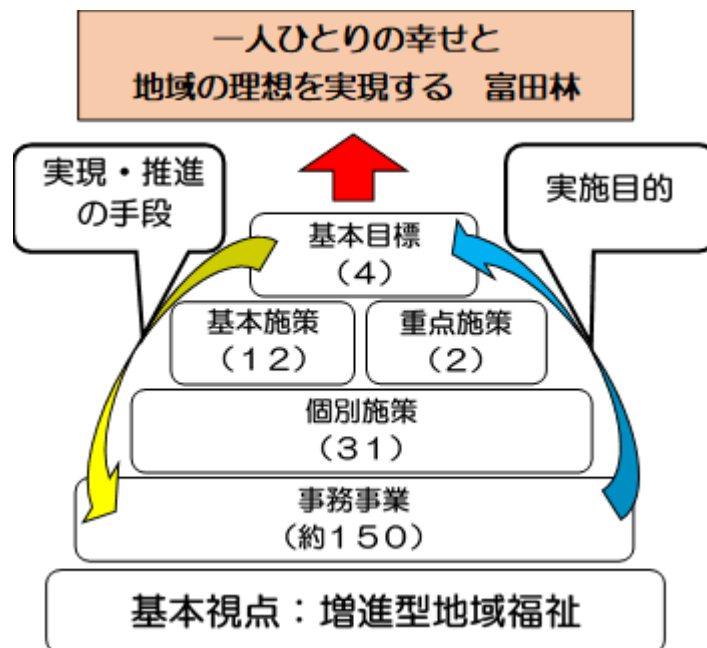 一人ひとりの幸せと
地域の理想を実現する　富田林
実現・推進
の手段
実施目的
基本目標
（4）
基本施策
（１２）
重点施策
（2）
個別施策
（３１）
事務事業
（約１５０）
基本視点：増進型地域福祉